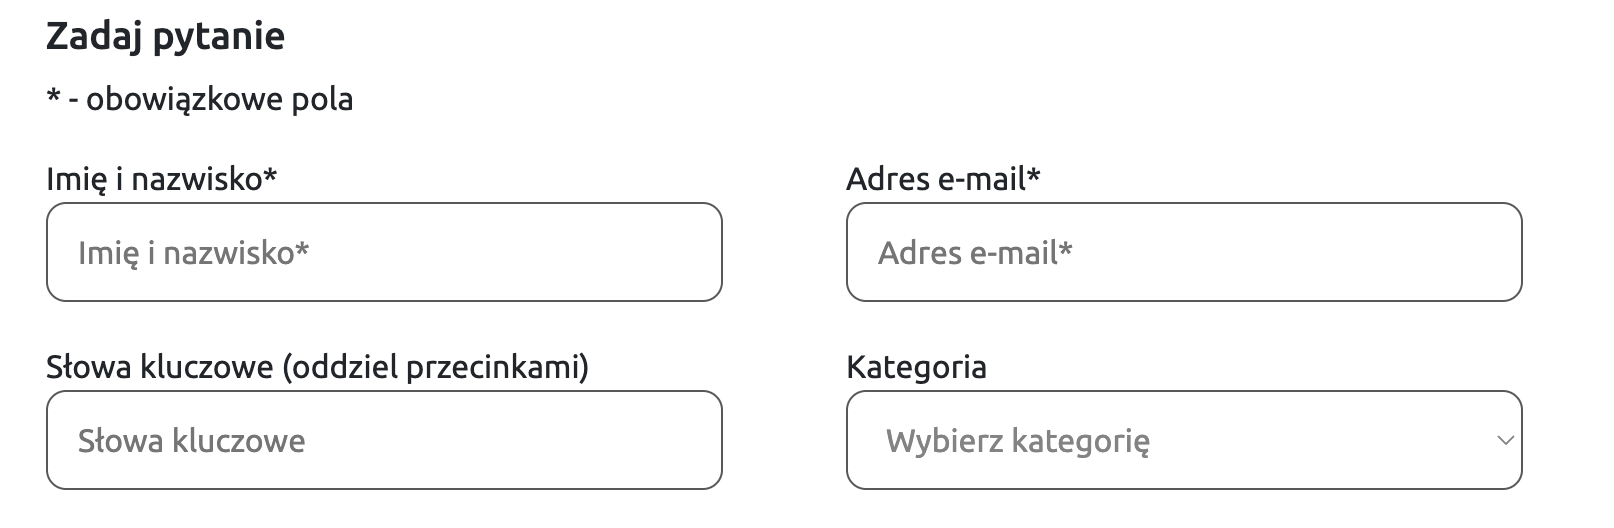 Zadaj pytanie
* - obowiązkowe pola
Imię i nazwisko*
Adres e-mail*
Imię i nazwisko*
Adres e-mail*
Słowa kluczowe (oddziel przecinkami)
Kategoria
Słowa kluczowe
Wybierz kategorię